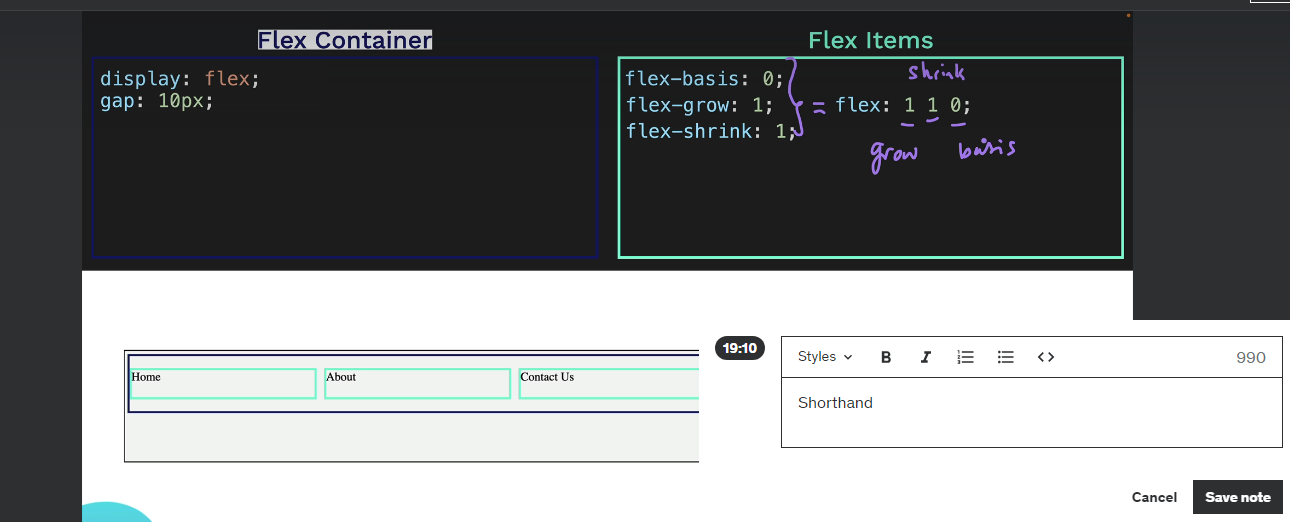 Flex Container
Flex Items
display: flex;
gap: 10px;
flex-basis: 0;
flex-grow: 1;
flex-shrink: 1;
= flex: 1 1 0;
shrink
grow
basis
Home
About
Contact Us
19:10
Styles
B
I
990
Shorthand
Cancel
Save note